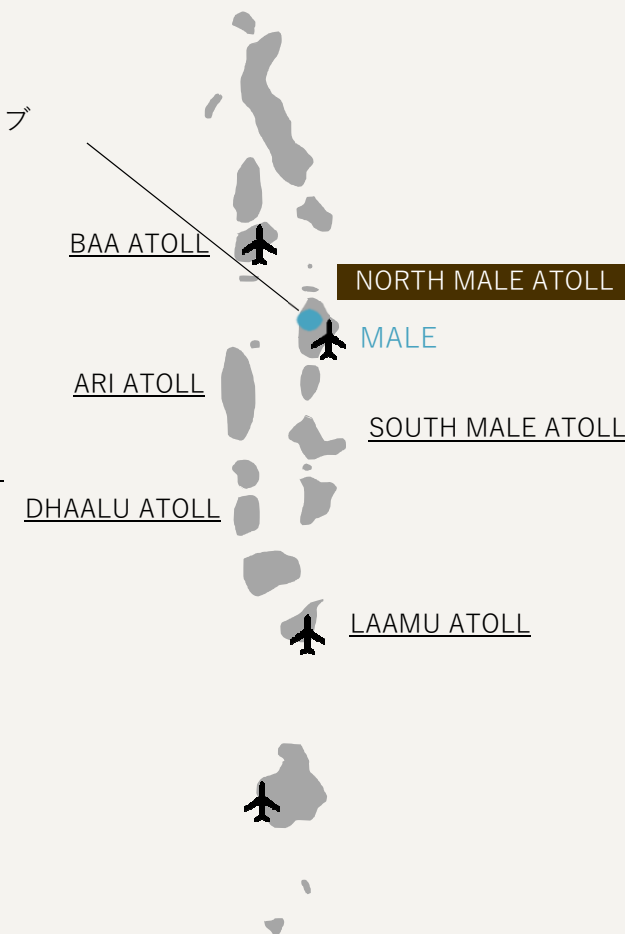 ブ
BAA ATOLL
NORTH MALE ATOLL
MALE
ARI ATOLL
SOUTH MALE ATOLL
DHAALU ATOLL
LAAMU ATOLL